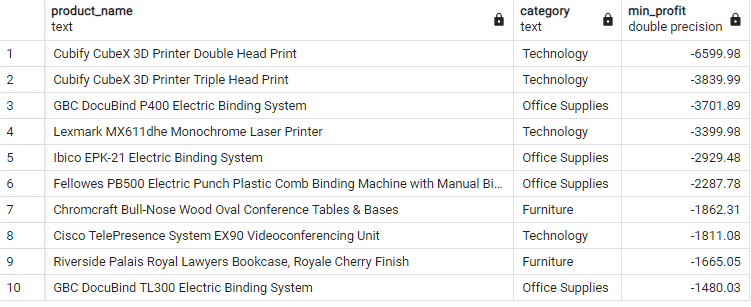 product_name category min_profit
text text double precision
1 Cubify CubeX 3D Printer Double Head Print Technology -6599.98
2 Cubify CubeX 3D Printer Triple Head Print Technology -3839.99
3 GBC DocuBind P400 Electric Binding System Office Supplies -3701.89
4 Lexmark MX611dhe Monochrome Laser Printer Technology -3399.98
5 Ibico EPK-21 Electric Binding System Office Supplies -2929.48
6 Fellowes PB500 Electric Punch Plastic Comb Binding Machine with Manual Bi... Office Supplies -2287.78
7 Chromcraft Bull-Nose Wood Oval Conference Tables & Bases Furniture -1862.31
8 Cisco TelePresence System EX90 Videoconferencing Unit Technology -1811.08
9 Riverside Palais Royal Lawyers Bookcase, Royale Cherry Finish Furniture -1665.05
10 GBC DocuBind TL300 Electric Binding System Office Supplies -1480.03